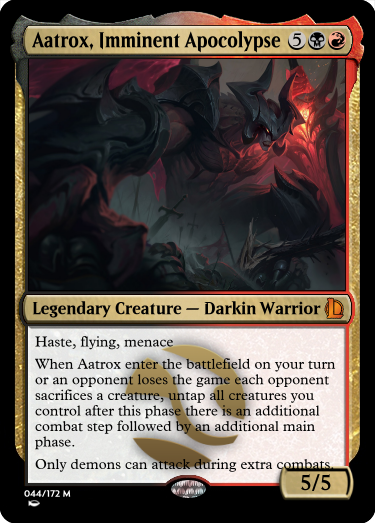 Aatrox, Imminent Apocolypse 5
Legendary Creature — Darkin Warrior
Haste, flying, menace
When Aatrox enter the battlefield on your turn
or an opponent loses the game each opponent
sacrifices a creature, untap all creatures you
control after this phase there is an additional
combat step followed by an additional main
phase.
Only demons can attack during extra combats.
5/5
044/172 M